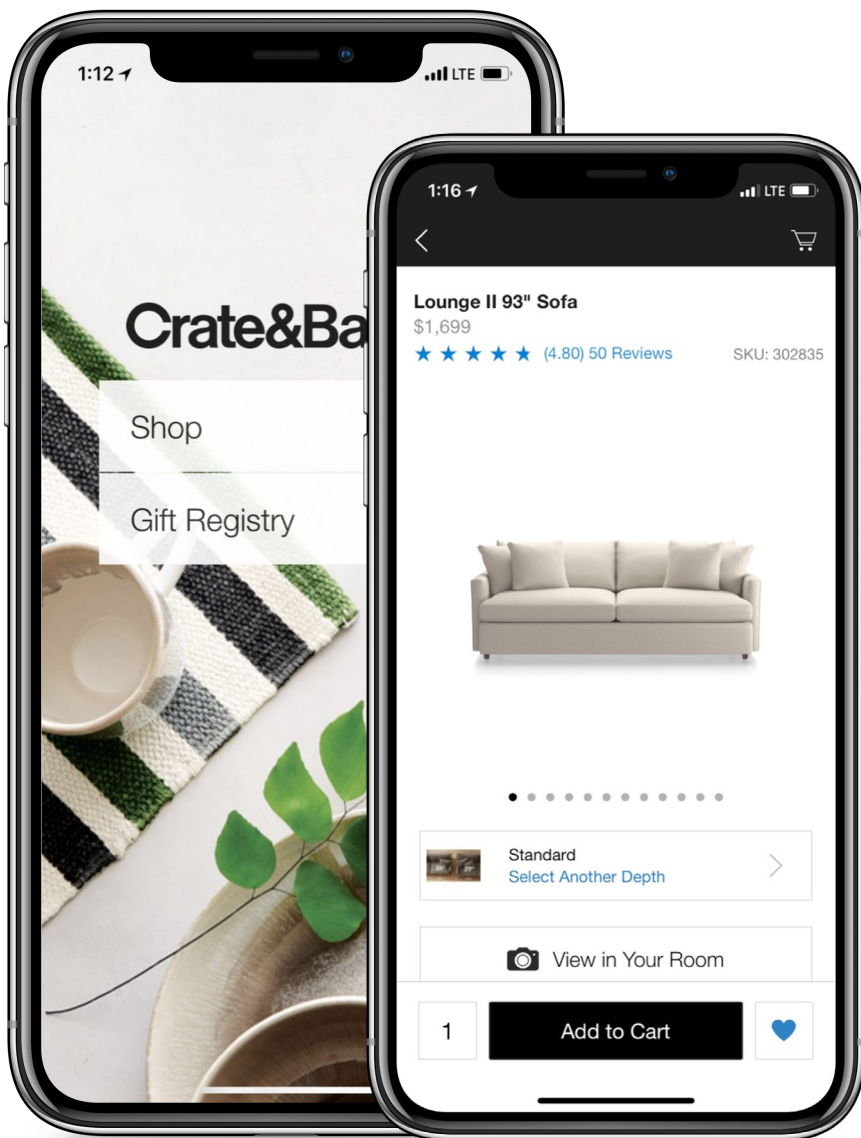 1:12
LTE
Crate&Ba
Shop
Gift Registry
1:16
LTE
Lounge II 93" Sofa
$1,699
(4.80) 50 Reviews
SKU: 302835
Standard
Select Another Depth
View in Your Room
1
Add to Cart